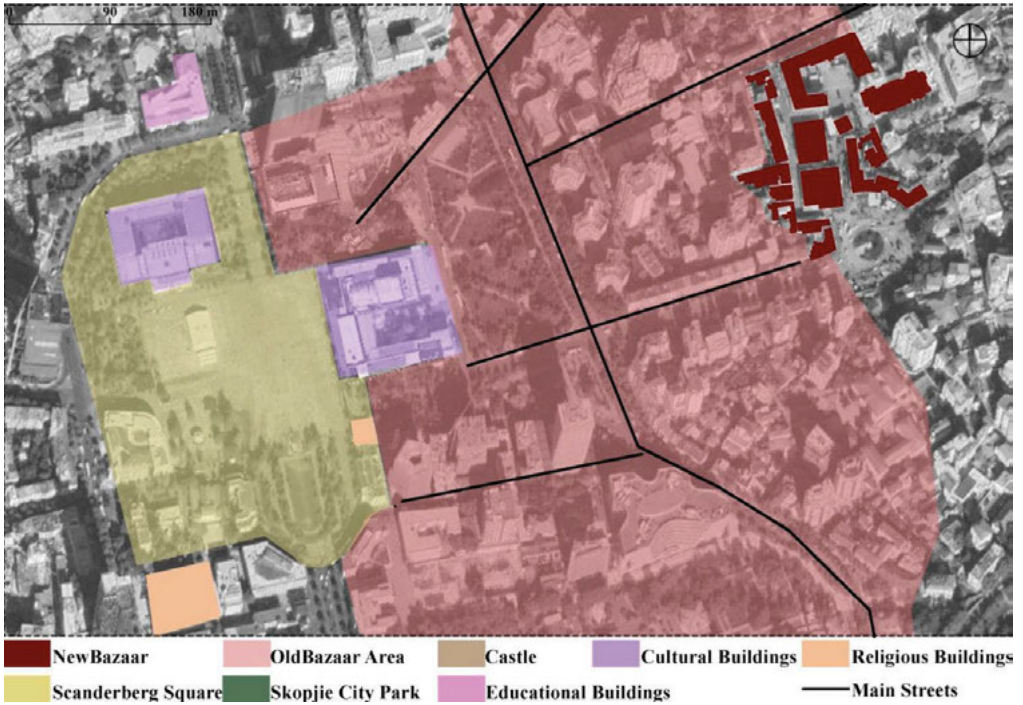 0 90 180 m
NewBazaar OldBazaar Area Castle Cultural Buildings Religious Buildings
Scanderberg Square Skopjie City Park Educational Buildings Main Streets